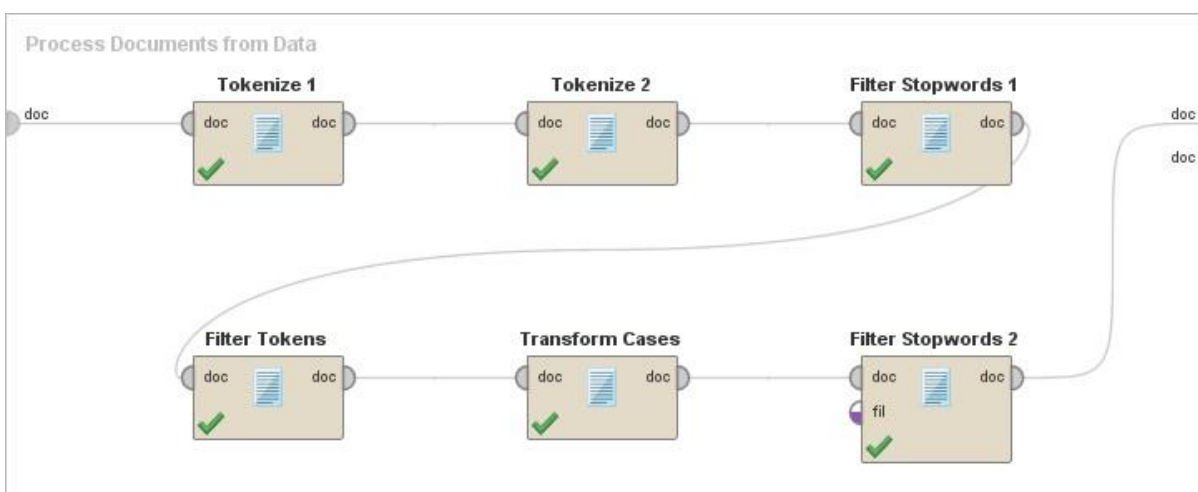 Process Documents from Data
Tokenize 1 Tokenize 2 Filter Stopwords 1
doc doc doc doc doc doc doc doc
doc
Filter Tokens Transform Cases Filter Stopwords 2
doc doc doc doc doc doc
fil